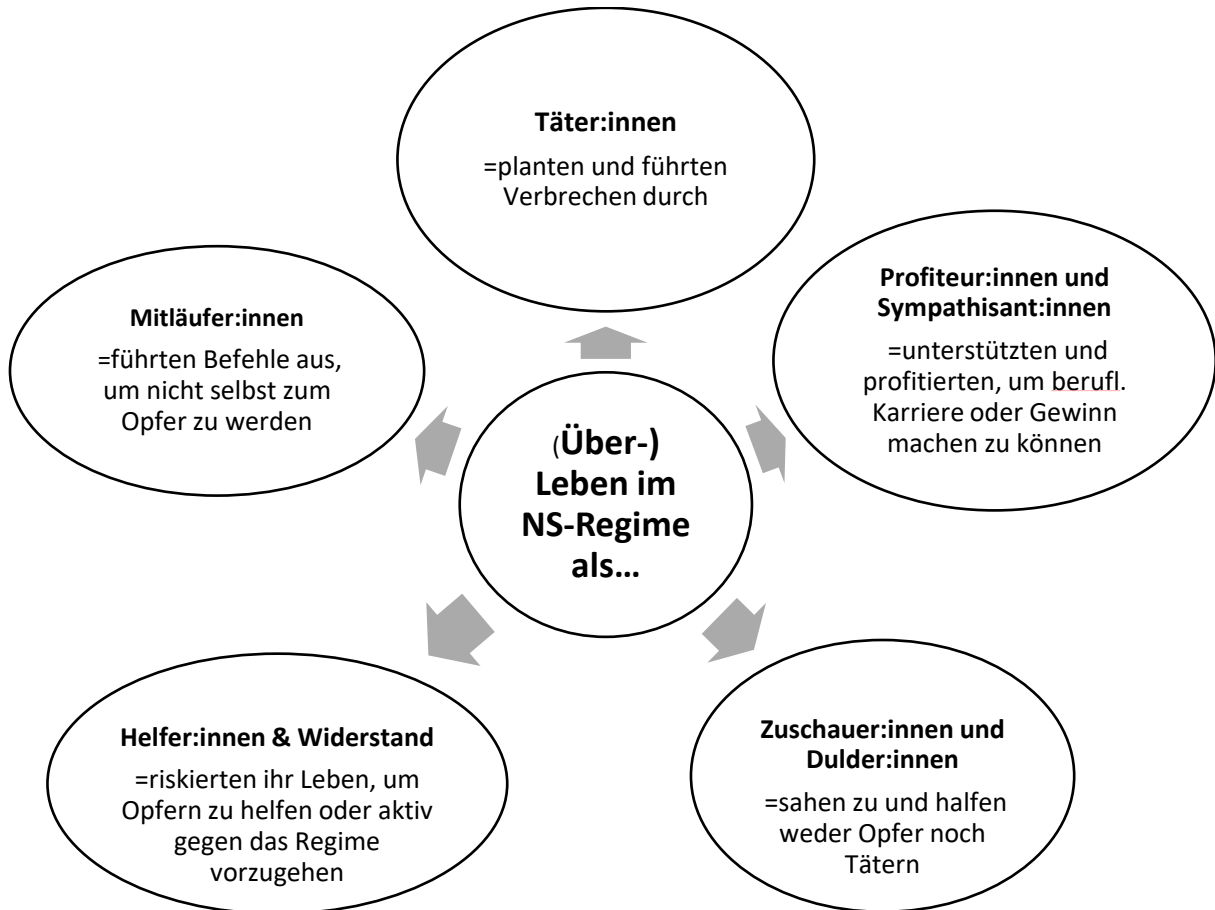 Täter:innen
=planten und führten
Verbrechen durch
Profiteur:innen und
Sympathisant:innen
=unterstützten und
profitierten, um berufl.
Karriere oder Gewinn
machen zu können
Mitläufer:innen
=führten Befehle aus,
um nicht selbst zum
Opfer zu werden
(Über-)
Leben im
NS-Regime
als...
Helfer:innen & Widerstand
=riskierten ihr Leben, um
Opfern zu helfen oder aktiv
gegen das Regime
vorzugehen
Zuschauer:innen und
Dulder:innen
=sahen zu und halfen
weder Opfer noch
Tätern